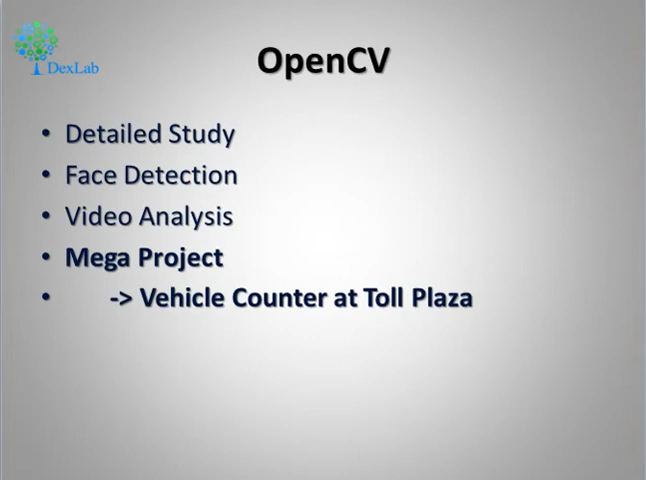 DexLab
OpenCV
• Detailed Study
• Face Detection
• Video Analysis
• Mega Project
• -> Vehicle Counter at Toll Plaza